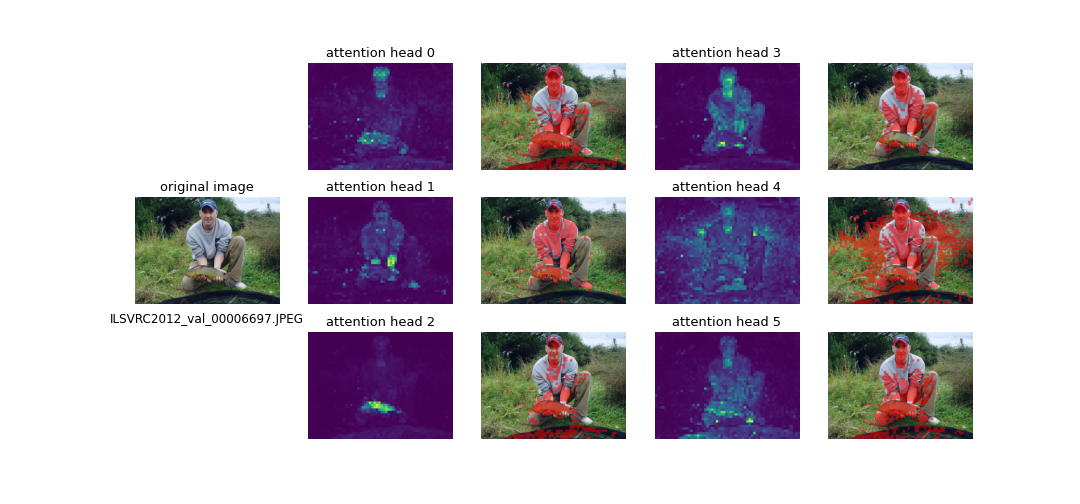 attention head 0
attention head 3
original image
attention head 1
attention head 4
ILSVRC2012_val_00006697.JPEG
attention head 2
attention head 5